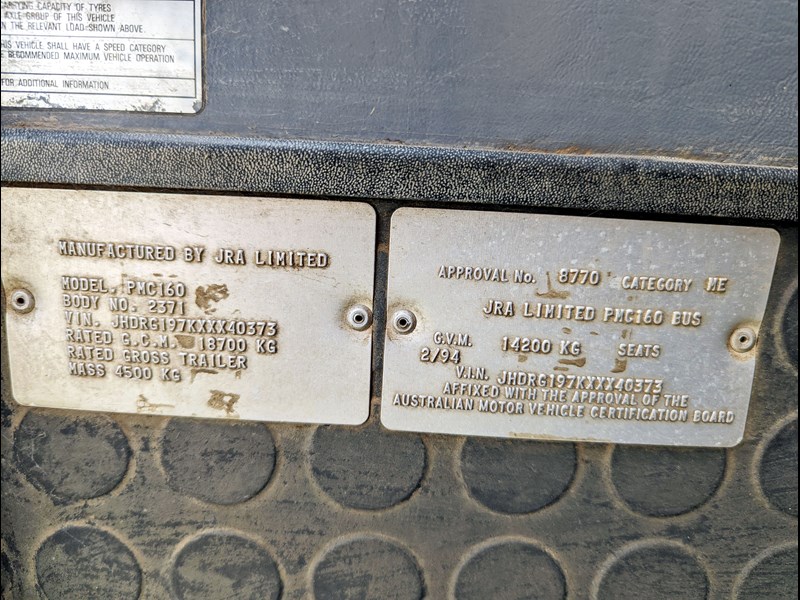 CARRYING CAPACITY OF TYRES
AXLE GROUP OF THIS VEHICLE
N THE RELEVANT LOAD SHOWN ABOVE.
HIS VEHICLE SHALL HAVE A SPEED CATEGORY
RECOMMENDED MAXIMUM VEHICLE OPERATION
FOR ADDITIONAL INFORMATION
MANUFACTURED BY JRA LIMITED
MODEL. PMC160
BODY NO. 2371
VIN. JHDRG197KXXX40373
RATED G.C.M. 18700 KG
RATED GROSS TRAILER
MASS 4500 KG
APPROVAL No. 8770 CATEGORY ME
JRA LIMITED PMC160 BUS
G.V.M. 14200 KG SEATS
2/94
V.I.N. JHDRG197KXXX40373
AFFIXED WITH THE APPROVAL OF THE
AUSTRALIAN MOTOR VEHICLE CERTIFICATION BOARD